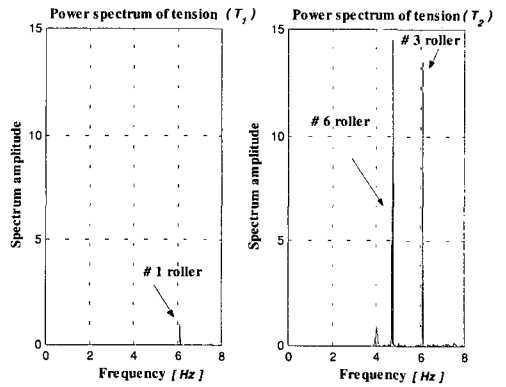 Power spectrum of tension (T1)
15
10
5
0
0 2 4 6 8
Spectrum amplitude
Frequency [Hz]
# 1 roller
Power spectrum of tension (T2)
15
10
5
0
0 2 4 6 8
Spectrum amplitude
Frequency [Hz]
# 3 roller
# 6 roller